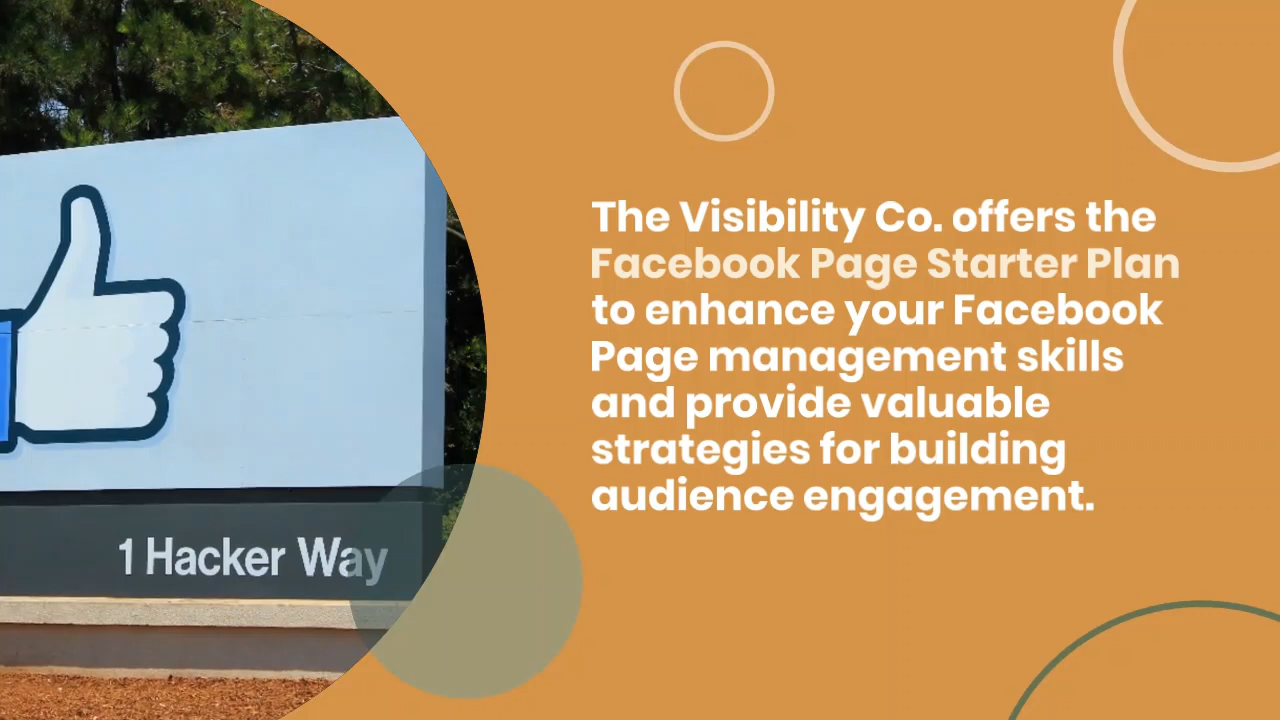 The Visibility Co. offers the
Facebook Page Starter Plan
to enhance your Facebook
Page management skills
and provide valuable
strategies for building
audience engagement.
1 Hacker Way